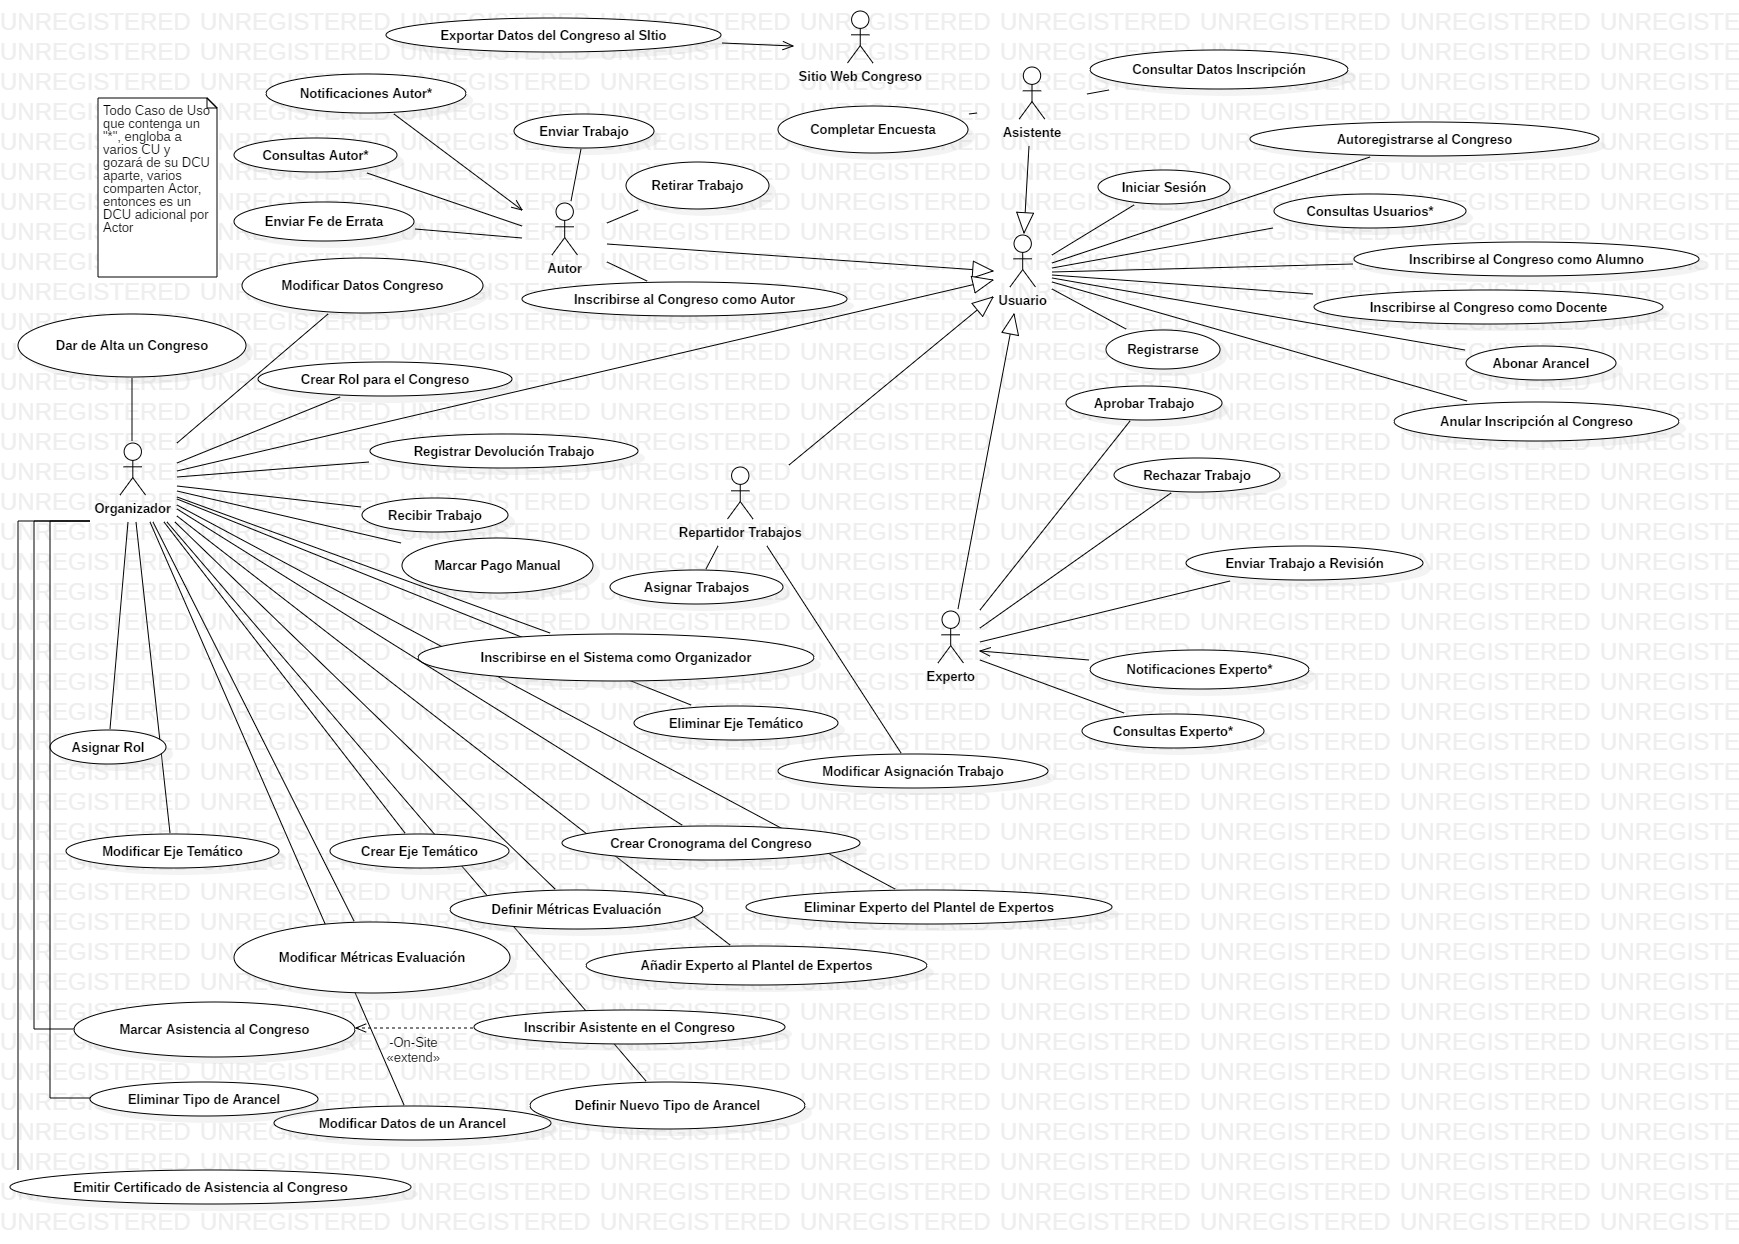 Exportar Datos del Congreso al SItio
Sitio Web Congreso
Consultar Datos Inscripción
Notificaciones Autor*
Todo Caso de Uso
que contenga un
"*", engloba a
varios CU y
gozará de su DCU
aparte, varios
comparten Actor,
entonces es un
DCU adicional por
Actor
Enviar Trabajo
Completar Encuesta
Asistente
Autoregistrarse al Congreso
Consultas Autor*
Retirar Trabajo
Iniciar Sesión
Consultas Usuarios*
Enviar Fe de Errata
Autor
Inscribirse al Congreso como Alumno
Modificar Datos Congreso
Inscribirse al Congreso como Autor
Usuario
Inscribirse al Congreso como Docente
Dar de Alta un Congreso
Registrarse
Abonar Arancel
Crear Rol para el Congreso
Aprobar Trabajo
Anular Inscripción al Congreso
Registrar Devolución Trabajo
Rechazar Trabajo
Organizador
Recibir Trabajo
Repartidor Trabajos
Marcar Pago Manual
Enviar Trabajo a Revisión
Asignar Trabajos
Inscribirse en el Sistema como Organizador
Experto
Notificaciones Experto*
Eliminar Eje Temático
Consultas Experto*
Asignar Rol
Modificar Asignación Trabajo
Modificar Eje Temático
Crear Eje Temático
Crear Cronograma del Congreso
Definir Métricas Evaluación
Eliminar Experto del Plantel de Expertos
Modificar Métricas Evaluación
Añadir Experto al Plantel de Expertos
Marcar Asistencia al Congreso
Inscribir Asistente en el Congreso
-On-Site
«extend»
Eliminar Tipo de Arancel
Definir Nuevo Tipo de Arancel
Modificar Datos de un Arancel
Emitir Certificado de Asistencia al Congreso